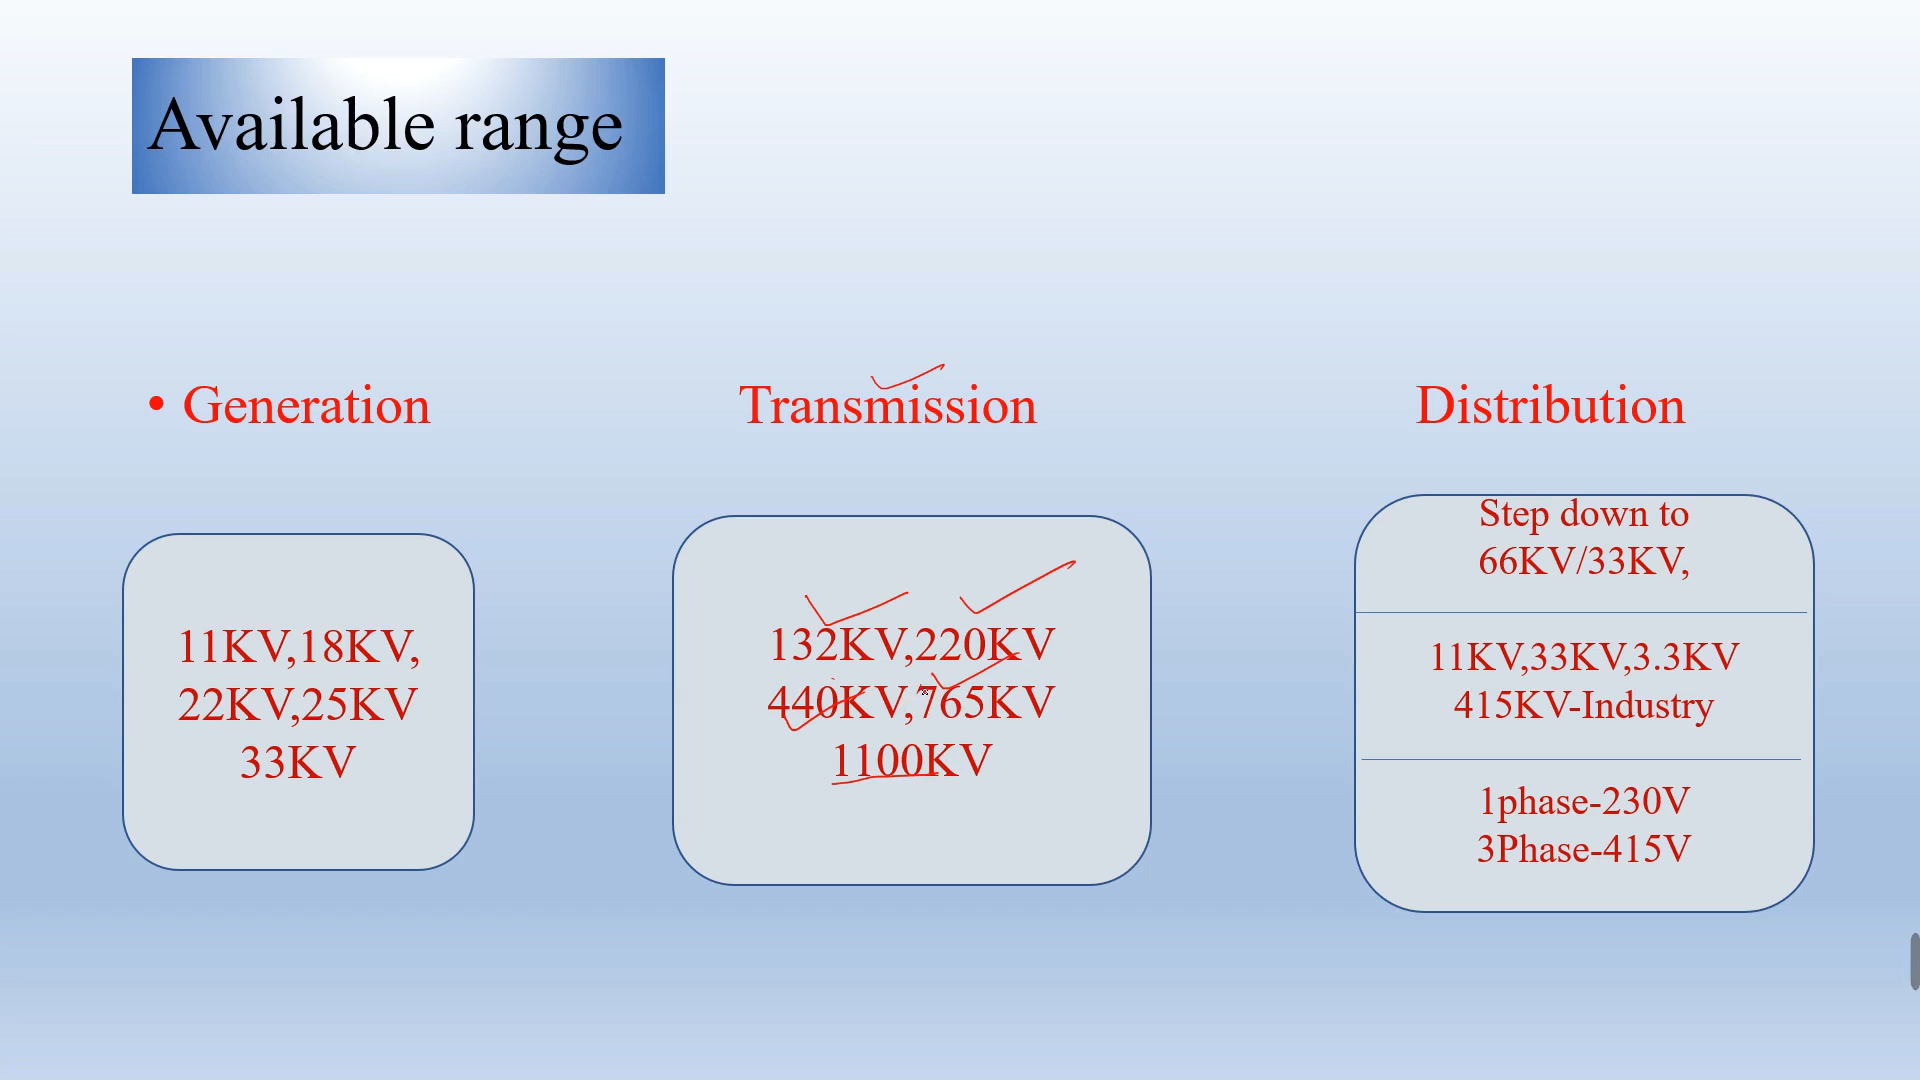 Available range
• Generation
Transmission
Distribution
11KV,18KV,
22KV,25KV
33KV
132KV,220KV
440KV,765KV
1100KV
Step down to
66KV/33KV,
11KV,33KV,3.3KV
415KV-Industry
1phase-230V
3Phase-415V